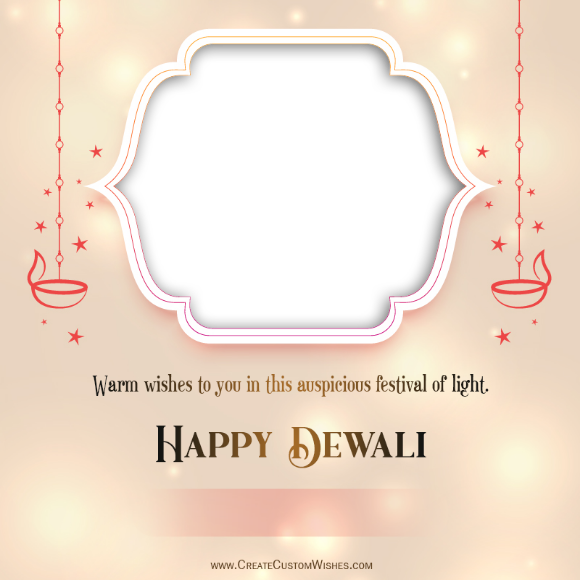 Warm wishes to you in this auspicious festival of light.
Happy Dewali
www.CreateCustomWishes.com